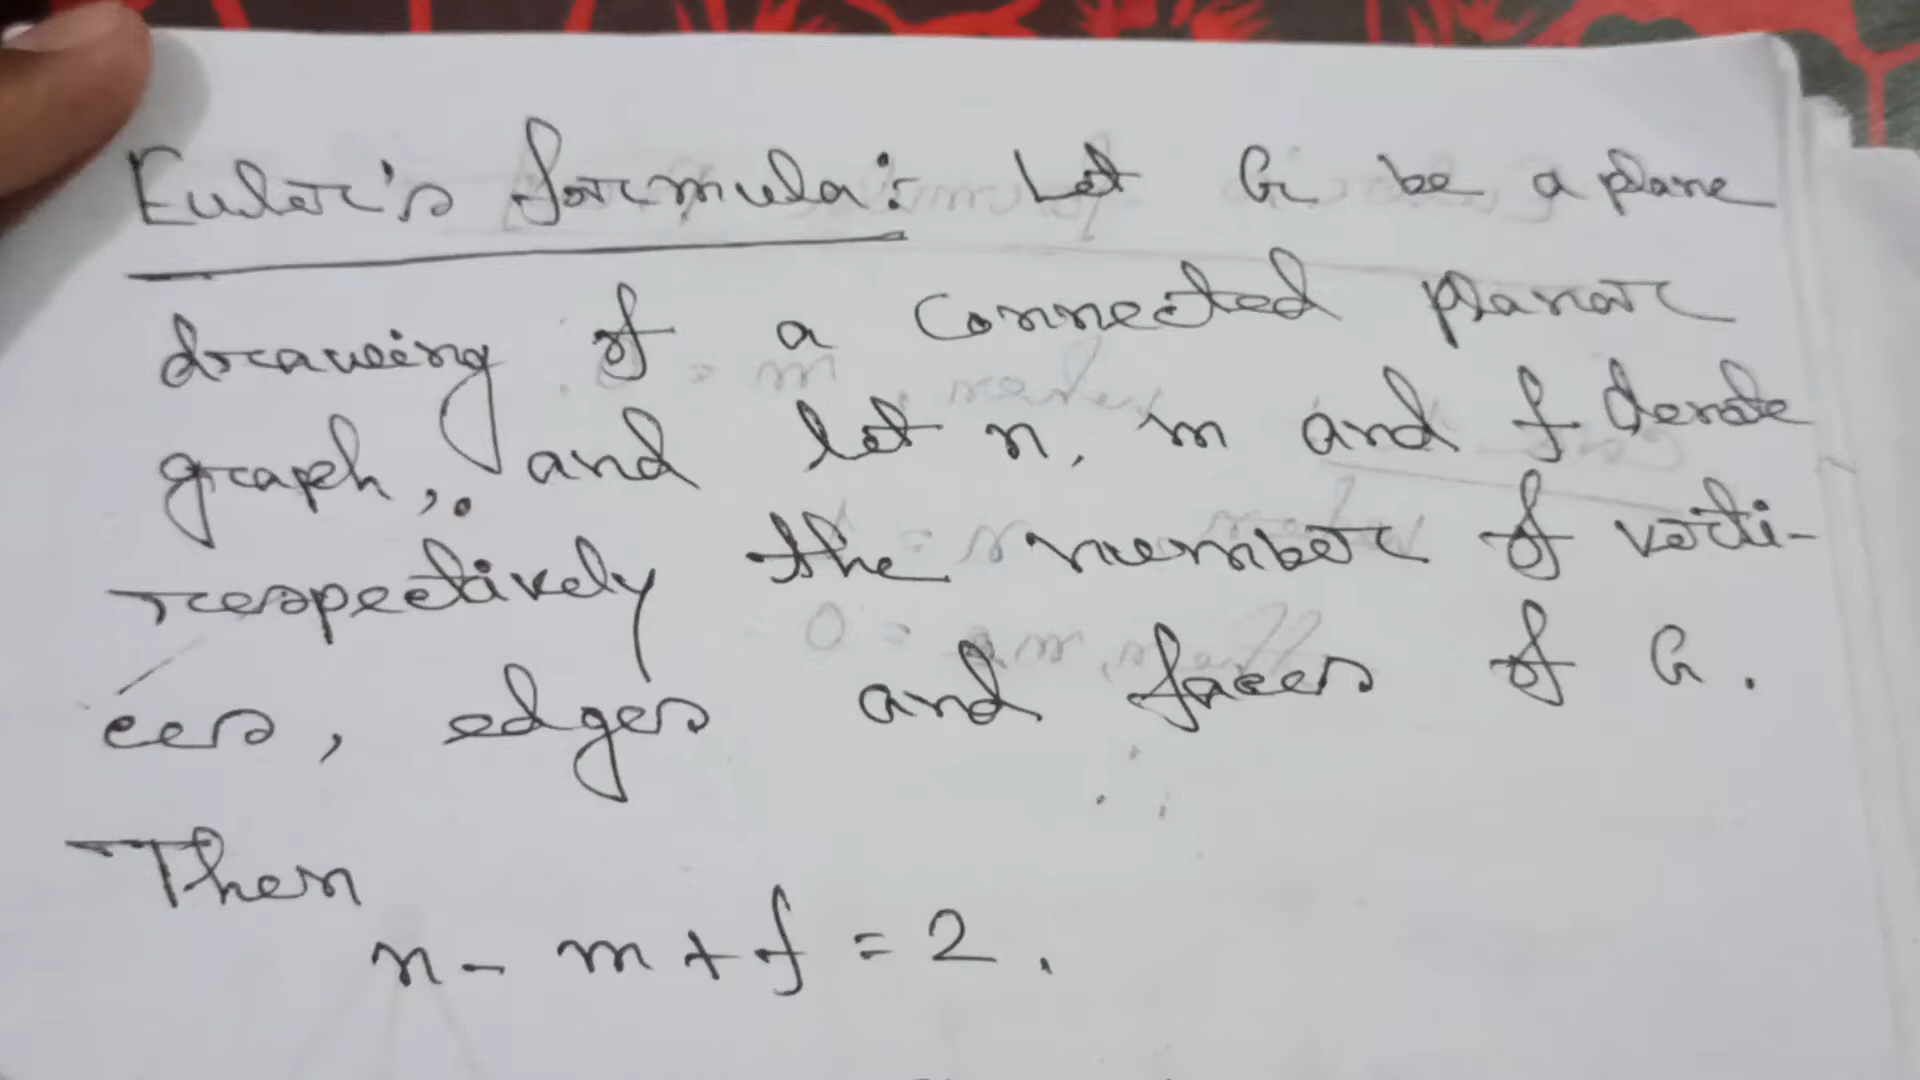 Euler's formula: Let G be a plane
drawing of a connected planar
graph, and let n, m and f denote
respectively the number of verti-
ces, edges and faces of G.
Then
n - m + f = 2.